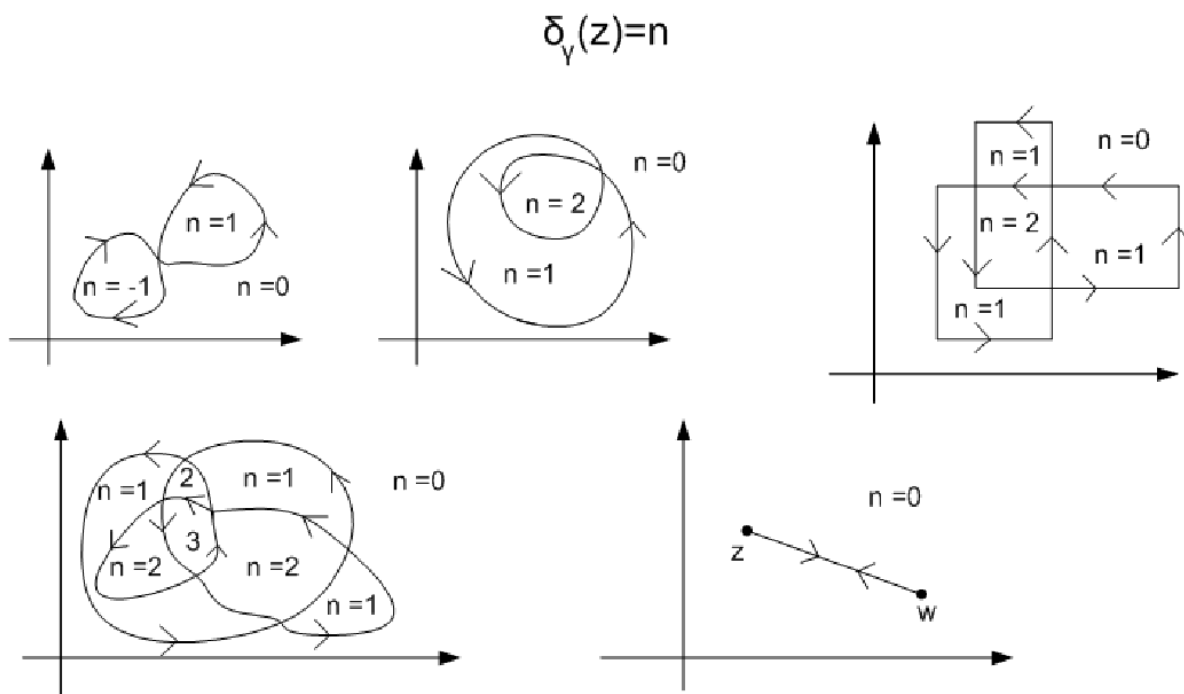 δγ(z)=n
n =1
n = -1
n =0
n =0
n = 2
n =1
n =0
n =1
n = 2
n =1
n =1
2
n =1
n =1
n =0
3
n =2
n =2
n =1
n =0
z
w